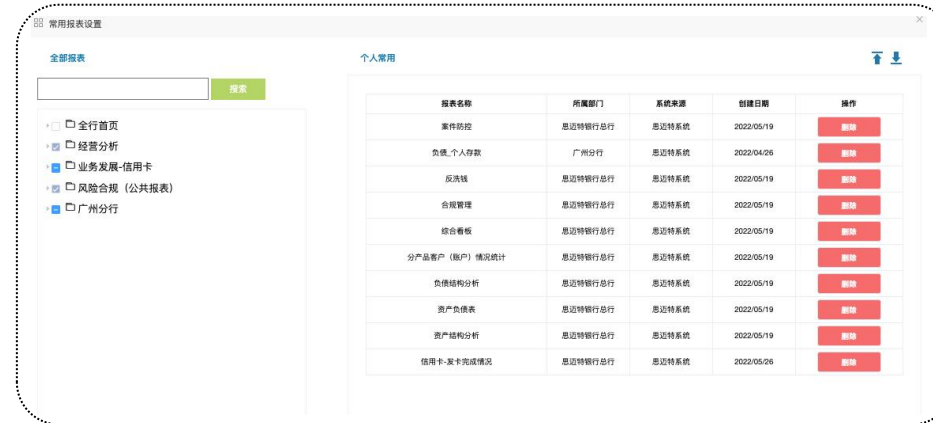 常用报表设置
全部报表
搜索
全行首页
经营分析
业务发展-信用卡
风险合规（公共报表）
广州分行
个人常用
报表名称 所属部门 系统来源 创建日期 操作
案件防控 思迈特银行总行 思迈特系统 2022/05/19 删除
负债_个人存款 广州分行 思迈特系统 2022/04/26 删除
反洗钱 思迈特银行总行 思迈特系统 2022/05/19 删除
合规管理 思迈特银行总行 思迈特系统 2022/05/19 删除
综合看板 思迈特银行总行 思迈特系统 2022/05/19 删除
分产品客户（账户）情况统计 思迈特银行总行 思迈特系统 2022/05/19 删除
负债结构分析 思迈特银行总行 思迈特系统 2022/05/19 删除
资产负债表 思迈特银行总行 思迈特系统 2022/05/19 删除
资产结构分析 思迈特银行总行 思迈特系统 2022/05/19 删除
信用卡-发卡完成情况 思迈特银行总行 思迈特系统 2022/05/26 删除